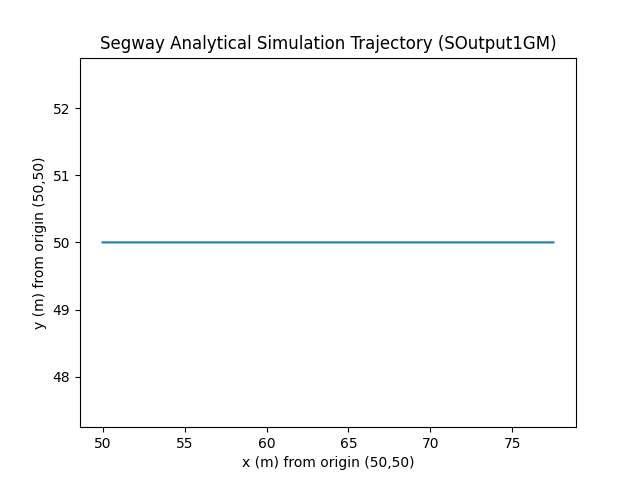 Segway Analytical Simulation Trajectory (SOutput1GM)
52
51
50
49
48
y (m) from origin (50,50)
50 55 60 65 70 75
x (m) from origin (50,50)